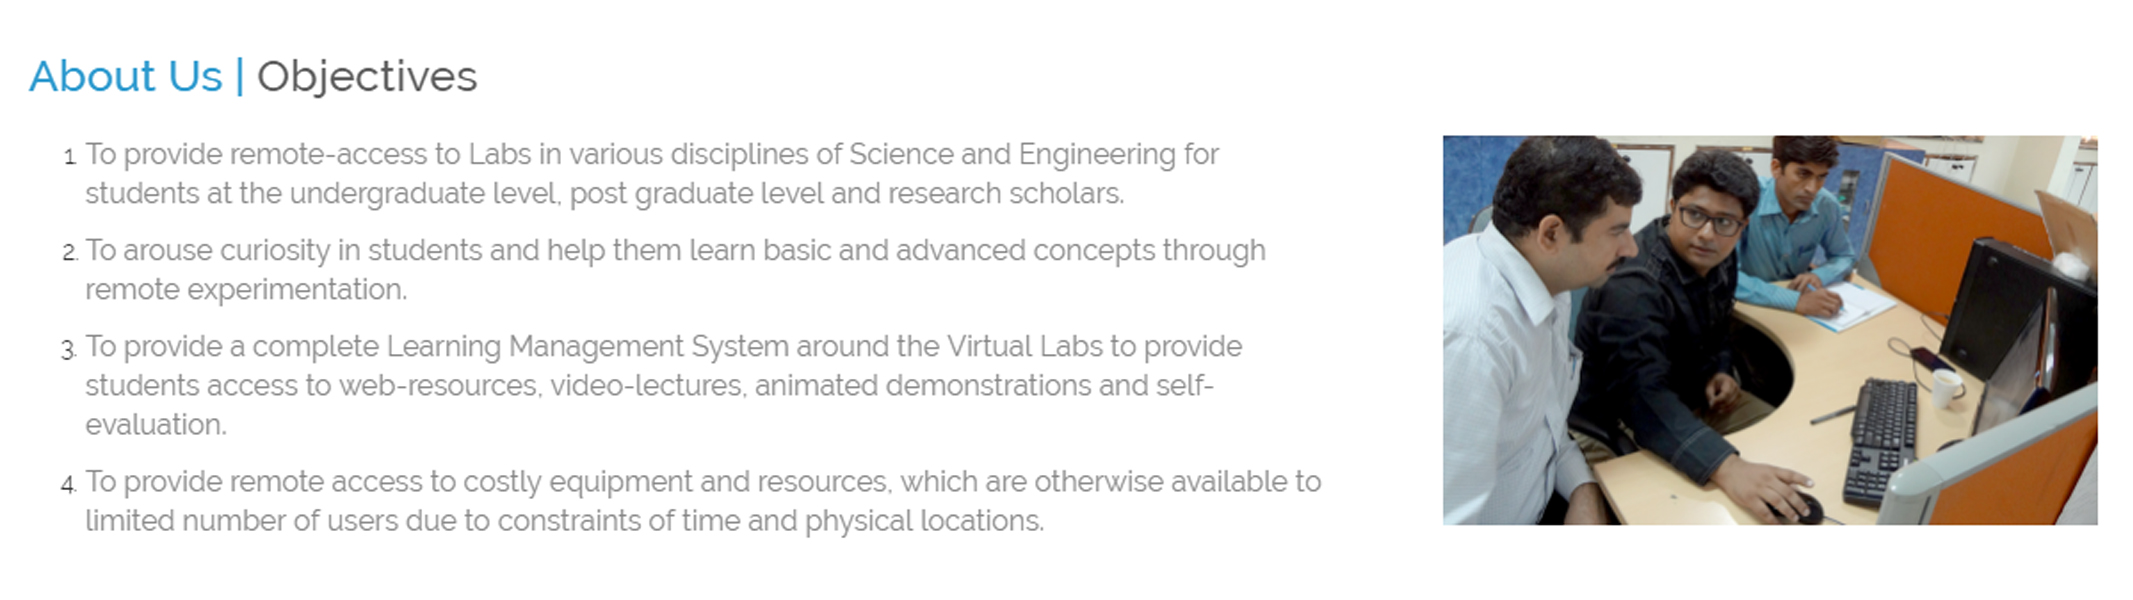 About Us | Objectives
1. To provide remote-access to Labs in various disciplines of Science and Engineering for
students at the undergraduate level, post graduate level and research scholars.
2. To arouse curiosity in students and help them learn basic and advanced concepts through
remote experimentation.
3. To provide a complete Learning Management System around the Virtual Labs to provide
students access to web-resources, video-lectures, animated demonstrations and self-
evaluation.
4. To provide remote access to costly equipment and resources, which are otherwise available to
limited number of users due to constraints of time and physical locations.